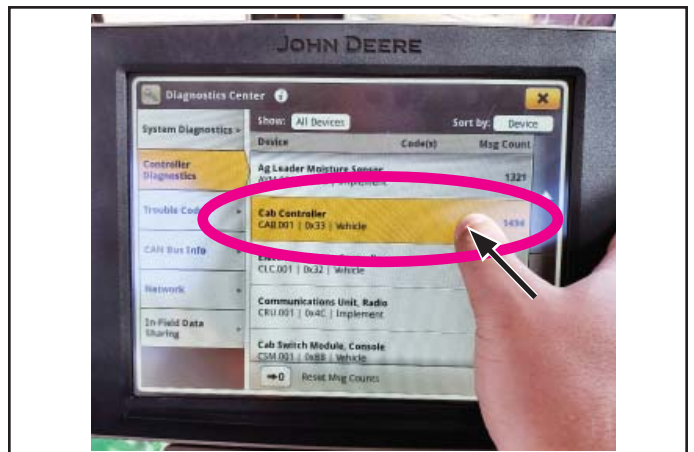 JOHN DEERE
Diagnostics Center
Show: All Devices Sort by: Device
System Diagnostics
Device Code(s) Msg Count
Controller
Diagnostics
Ag Leader Moisture Sensor
Implement 1321
Trouble
Cab Controller
CAB.001 | 0x33 | Vehicle 1494
CAN Bus Info
CLC.001 | 0x32 | Vehicle
Network
Communications Unit, Radio
CRU.001 | 0x4C | Implement
In-Field Data
Sharing
Cab Switch Module, Console
CSM.001 | 0xBB | Vehicle
→0 Reset Msg Counts